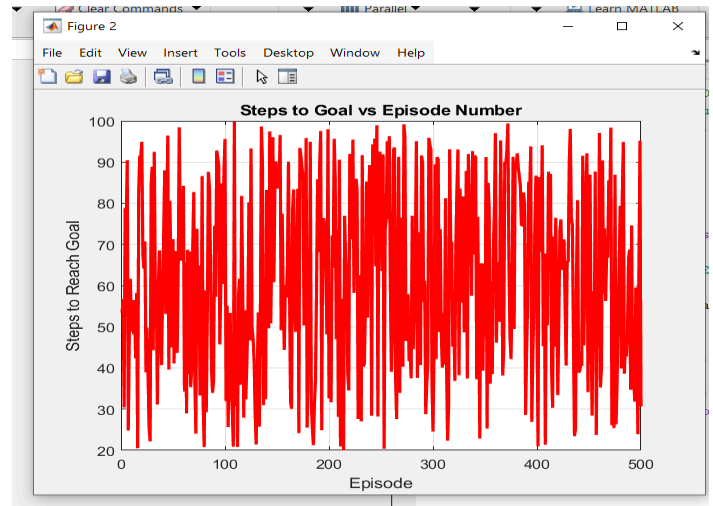 Clear Commands
Parallel
Learn MATLAB
Figure 2
File Edit View Insert Tools Desktop Window Help
Steps to Goal vs Episode Number
Steps to Reach Goal
100
90
80
70
60
50
40
30
20
0 100 200 300 400 500
Episode